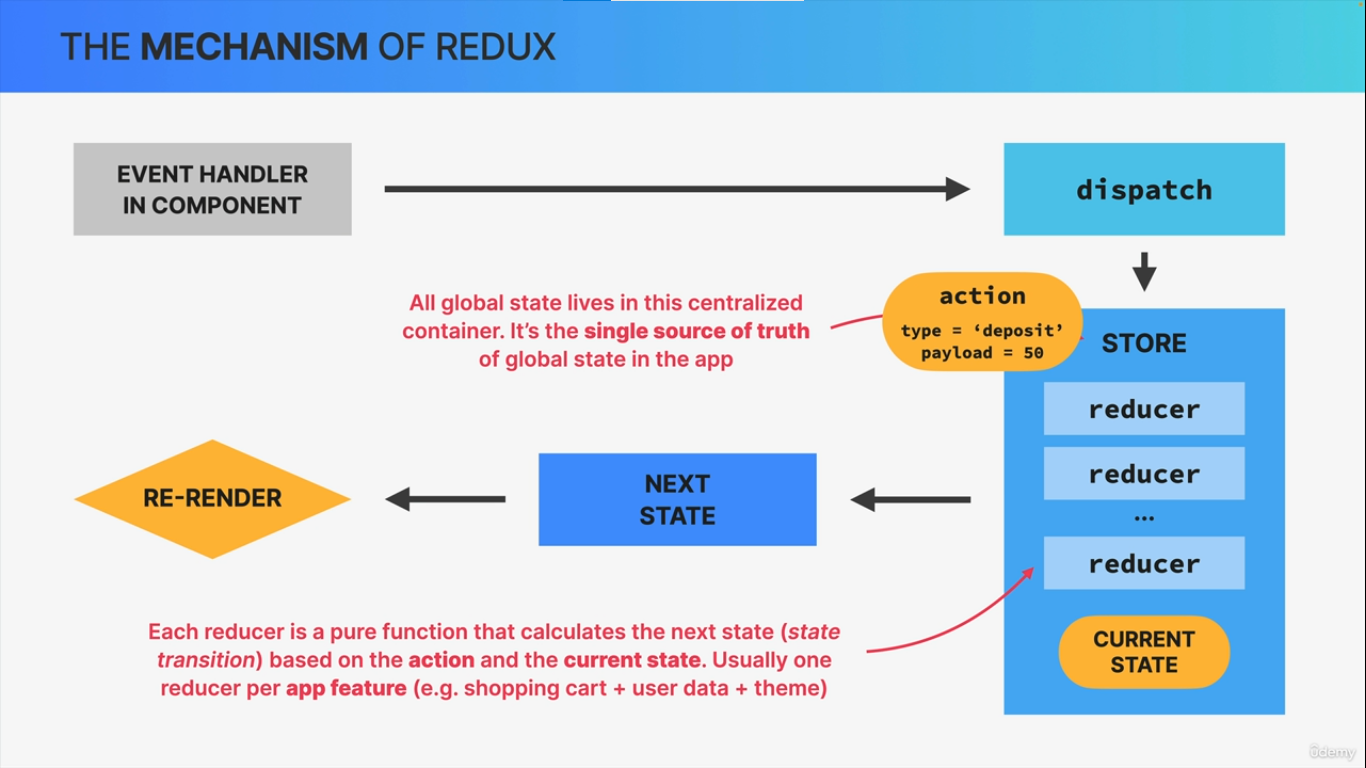 THE MECHANISM OF REDUX
EVENT HANDLER
IN COMPONENT
dispatch
action
type = ‘deposit’
payload = 50
All global state lives in this centralized
container. It’s the single source of truth
of global state in the app
STORE
reducer
reducer
...
reducer
CURRENT
STATE
NEXT
STATE
RE-RENDER
Each reducer is a pure function that calculates the next state (state
transition) based on the action and the current state. Usually one
reducer per app feature (e.g. shopping cart + user data + theme)
ûdemy